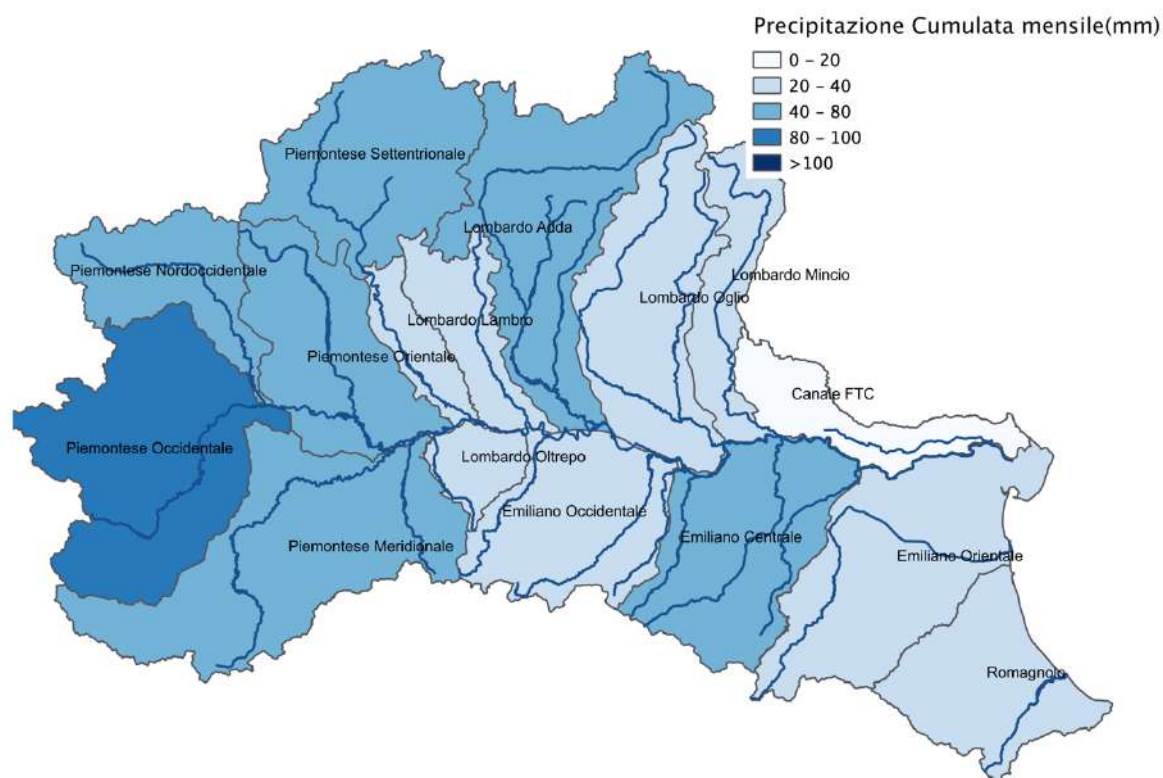 Precipitazione Cumulata mensile(mm)
0 – 20
20 – 40
40 – 80
80 – 100
>100
Piemontese Settentrionale
Lombardo Adda
Piemontese Nordoccidentale
Lombardo Mincio
Lombardo Oglio
Lombardo Lambro
Piemontese Orientale
Canale FTC
Piemontese Occidentale
Lombardo Oltrepo
Emiliano Occidentale
Emiliano Centrale
Piemontese Meridionale
Emiliano Orientale
Romagnolo